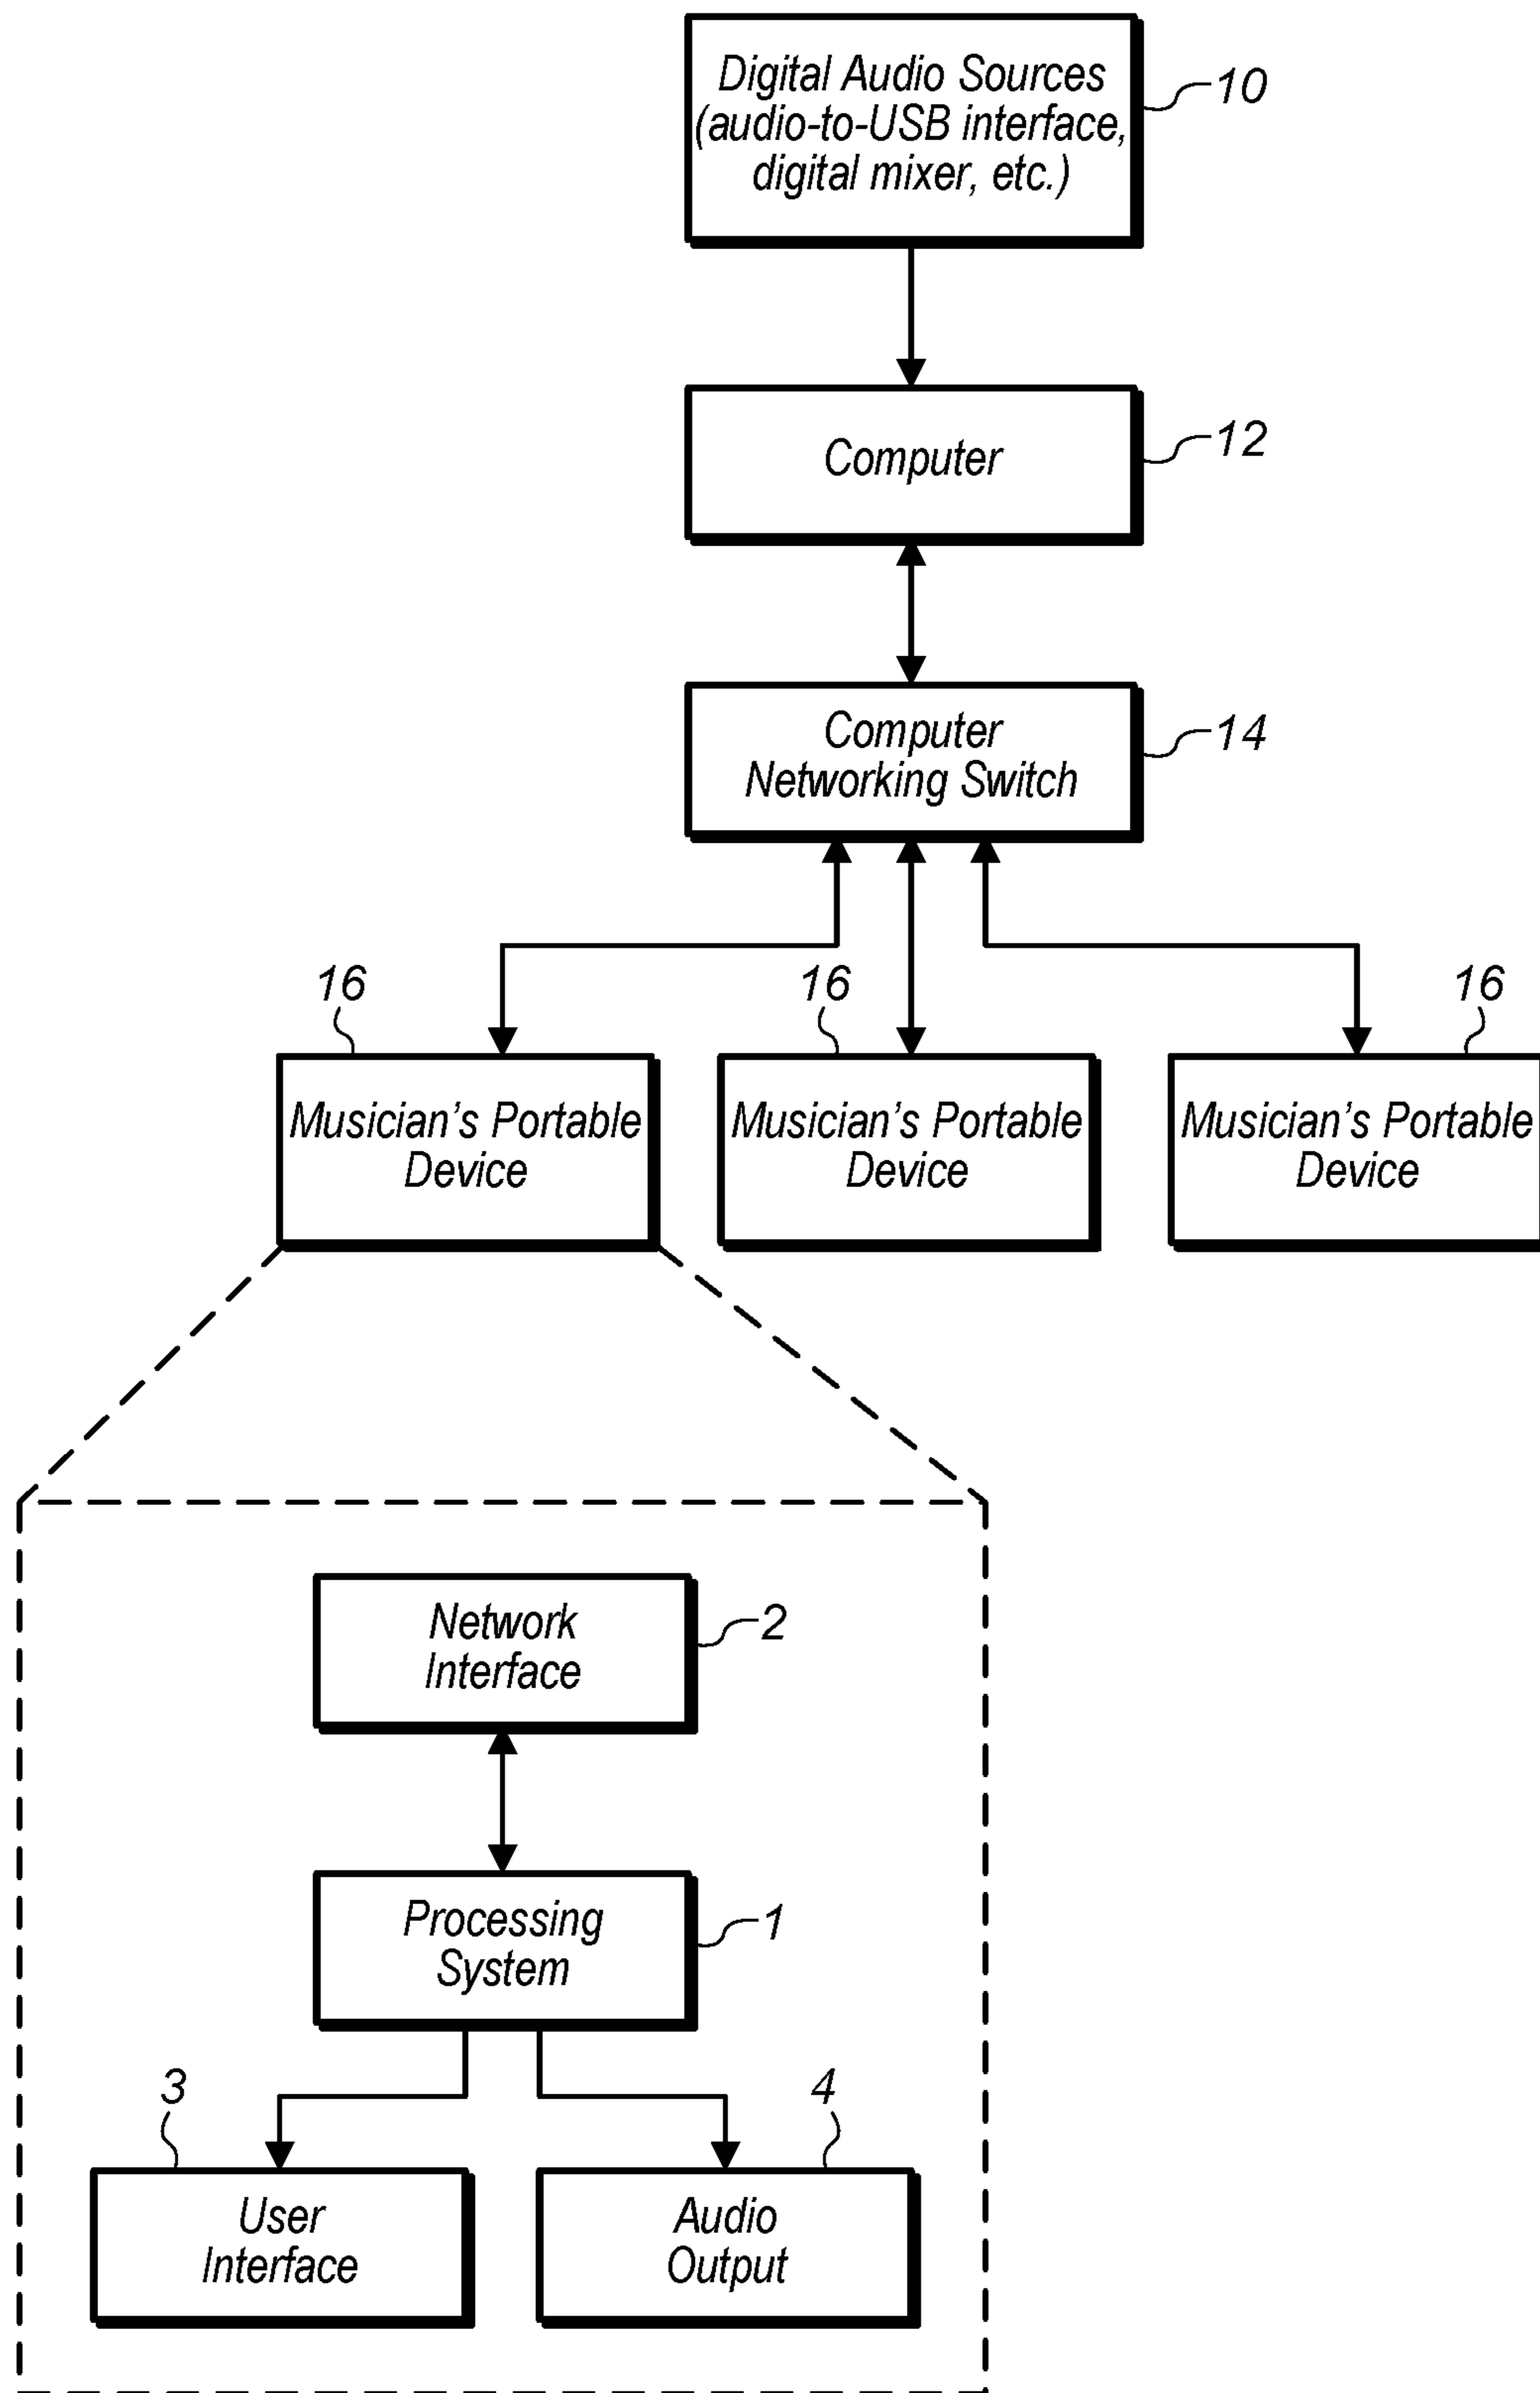 Digital Audio Sources
(audio-to-USB interface,
digital mixer, etc.)
10
Computer
12
Computer
Networking Switch
14
16
16
16
Musician's Portable
Device
Musician's Portable
Device
Musician's Portable
Device
Network
Interface
2
Processing
System
1
3
4
User
Interface
Audio
Output